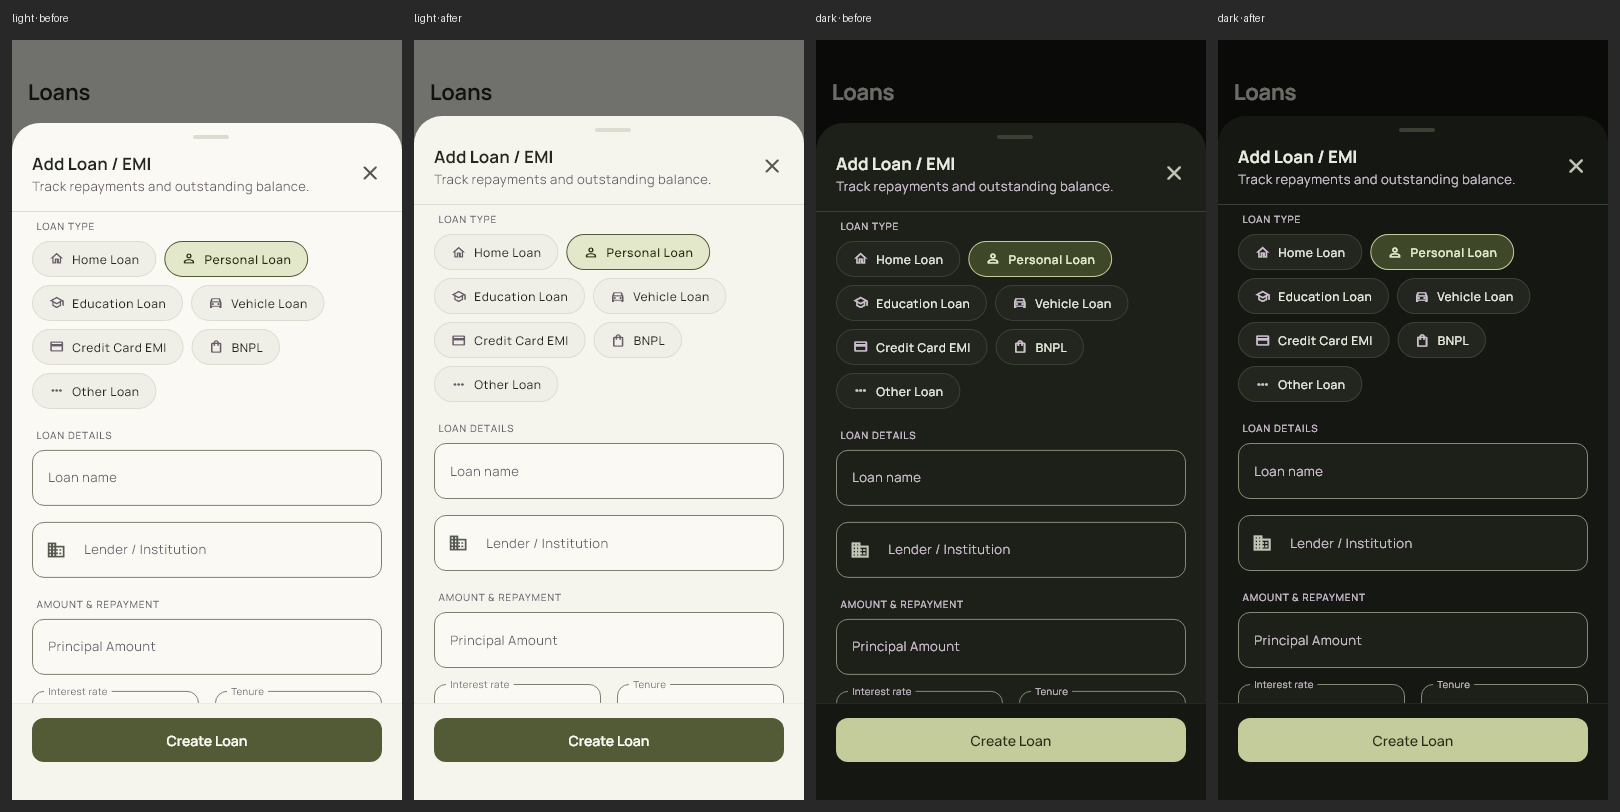 light·before
Loans
Add Loan / EMI
Track repayments and outstanding balance.
LOAN TYPE
Home Loan
Personal Loan
Education Loan
Vehicle Loan
Credit Card EMI
BNPL
Other Loan
LOAN DETAILS
Loan name
Lender / Institution
AMOUNT & REPAYMENT
Principal Amount
Interest rate
Tenure
Create Loan
light·after
Loans
Add Loan / EMI
Track repayments and outstanding balance.
LOAN TYPE
Home Loan
Personal Loan
Education Loan
Vehicle Loan
Credit Card EMI
BNPL
Other Loan
LOAN DETAILS
Loan name
Lender / Institution
AMOUNT & REPAYMENT
Principal Amount
Interest rate
Tenure
Create Loan
dark·before
Loans
Add Loan / EMI
Track repayments and outstanding balance.
LOAN TYPE
Home Loan
Personal Loan
Education Loan
Vehicle Loan
Credit Card EMI
BNPL
Other Loan
LOAN DETAILS
Loan name
Lender / Institution
AMOUNT & REPAYMENT
Principal Amount
Interest rate
Tenure
Create Loan
dark·after
Loans
Add Loan / EMI
Track repayments and outstanding balance.
LOAN TYPE
Home Loan
Personal Loan
Education Loan
Vehicle Loan
Credit Card EMI
BNPL
Other Loan
LOAN DETAILS
Loan name
Lender / Institution
AMOUNT & REPAYMENT
Principal Amount
Interest rate
Tenure
Create Loan